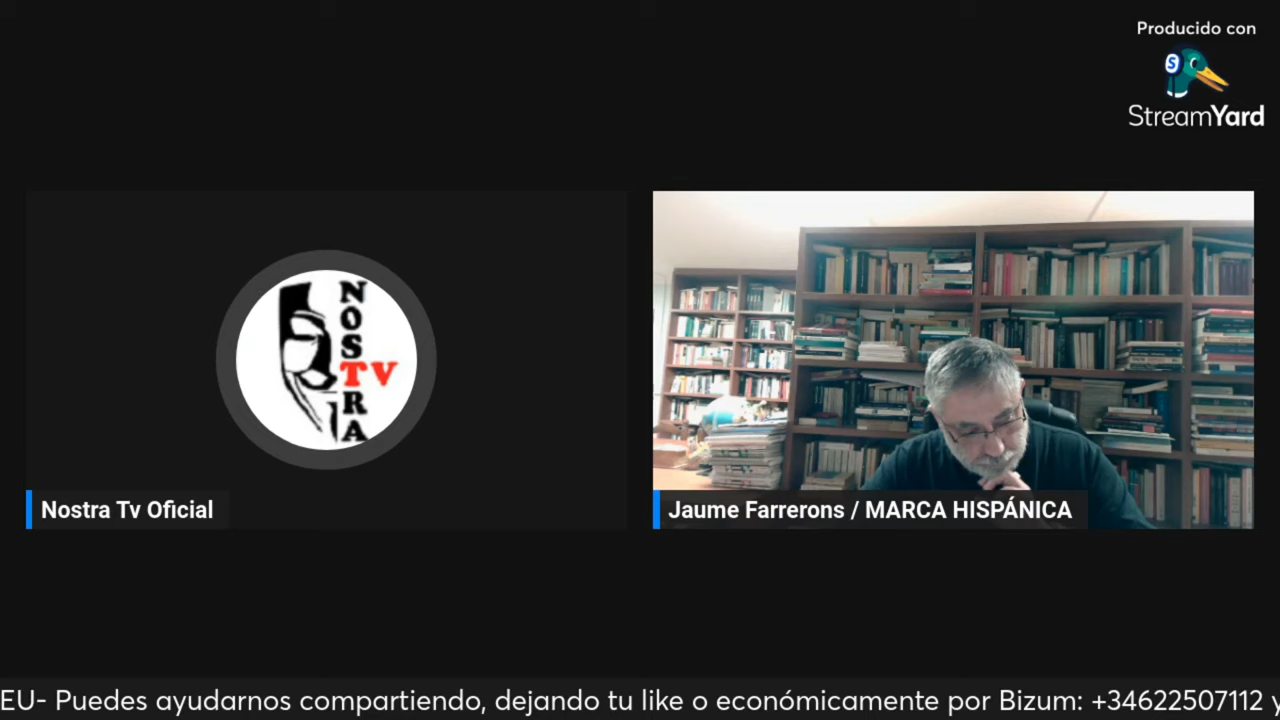 Producido con
StreamYard
NOSTRA
TV
Nostra Tv Oficial
Jaume Farrerons / MARCA HISPÁNICA
EU- Puedes ayudarnos compartiendo, dejando tu like o económicamente por Bizum: +34622507112 y